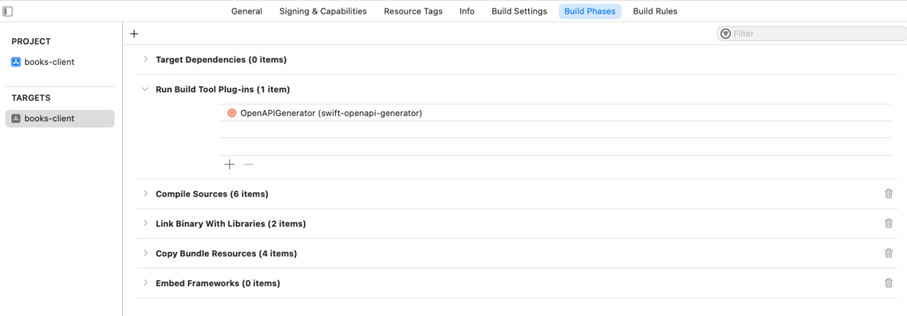 General Signing & Capabilities Resource Tags Info Build Settings Build Phases Build Rules
PROJECT
books-client
TARGETS
books-client
Filter
Target Dependencies (0 items)
Run Build Tool Plug-ins (1 item)
OpenAPIGenerator (swift-openapi-generator)
Compile Sources (6 items)
Link Binary With Libraries (2 items)
Copy Bundle Resources (4 items)
Embed Frameworks (0 items)